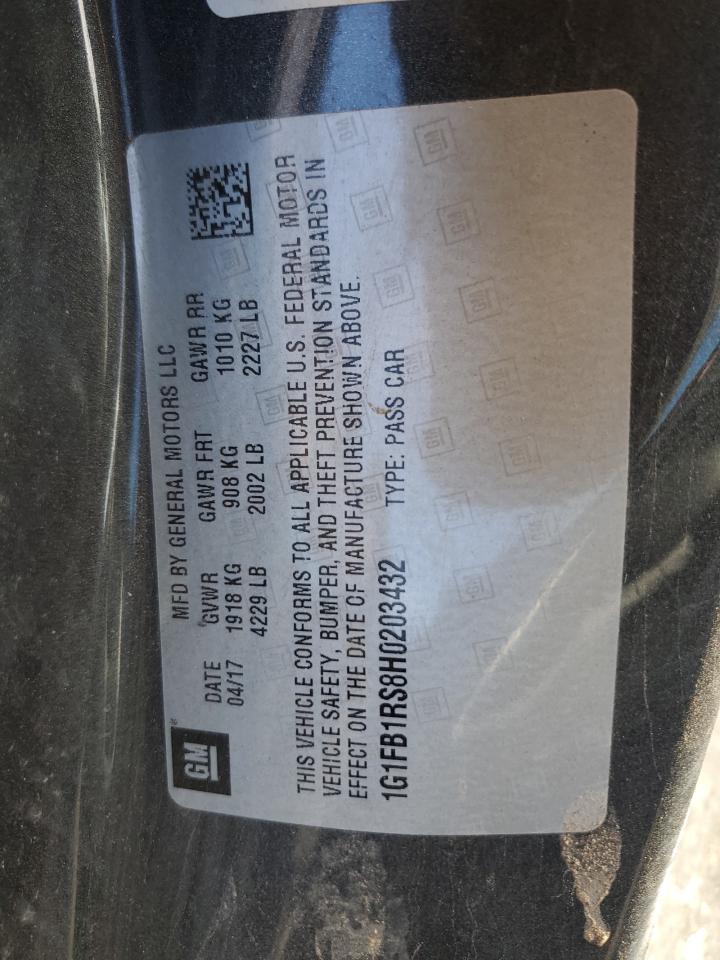 GM ®
MFD BY GENERAL MOTORS LLC
DATE GVWR GAWR FRT GAWR RR
04/17 1918 KG 908 KG 1010 KG
4229 LB 2002 LB 2227 LB
THIS VEHICLE CONFORMS TO ALL APPLICABLE U.S. FEDERAL MOTOR
VEHICLE SAFETY, BUMPER, AND THEFT PREVENTION STANDARDS IN
EFFECT ON THE DATE OF MANUFACTURE SHOWN ABOVE.
1G1FB1RS8H0203432 TYPE: PASS CAR